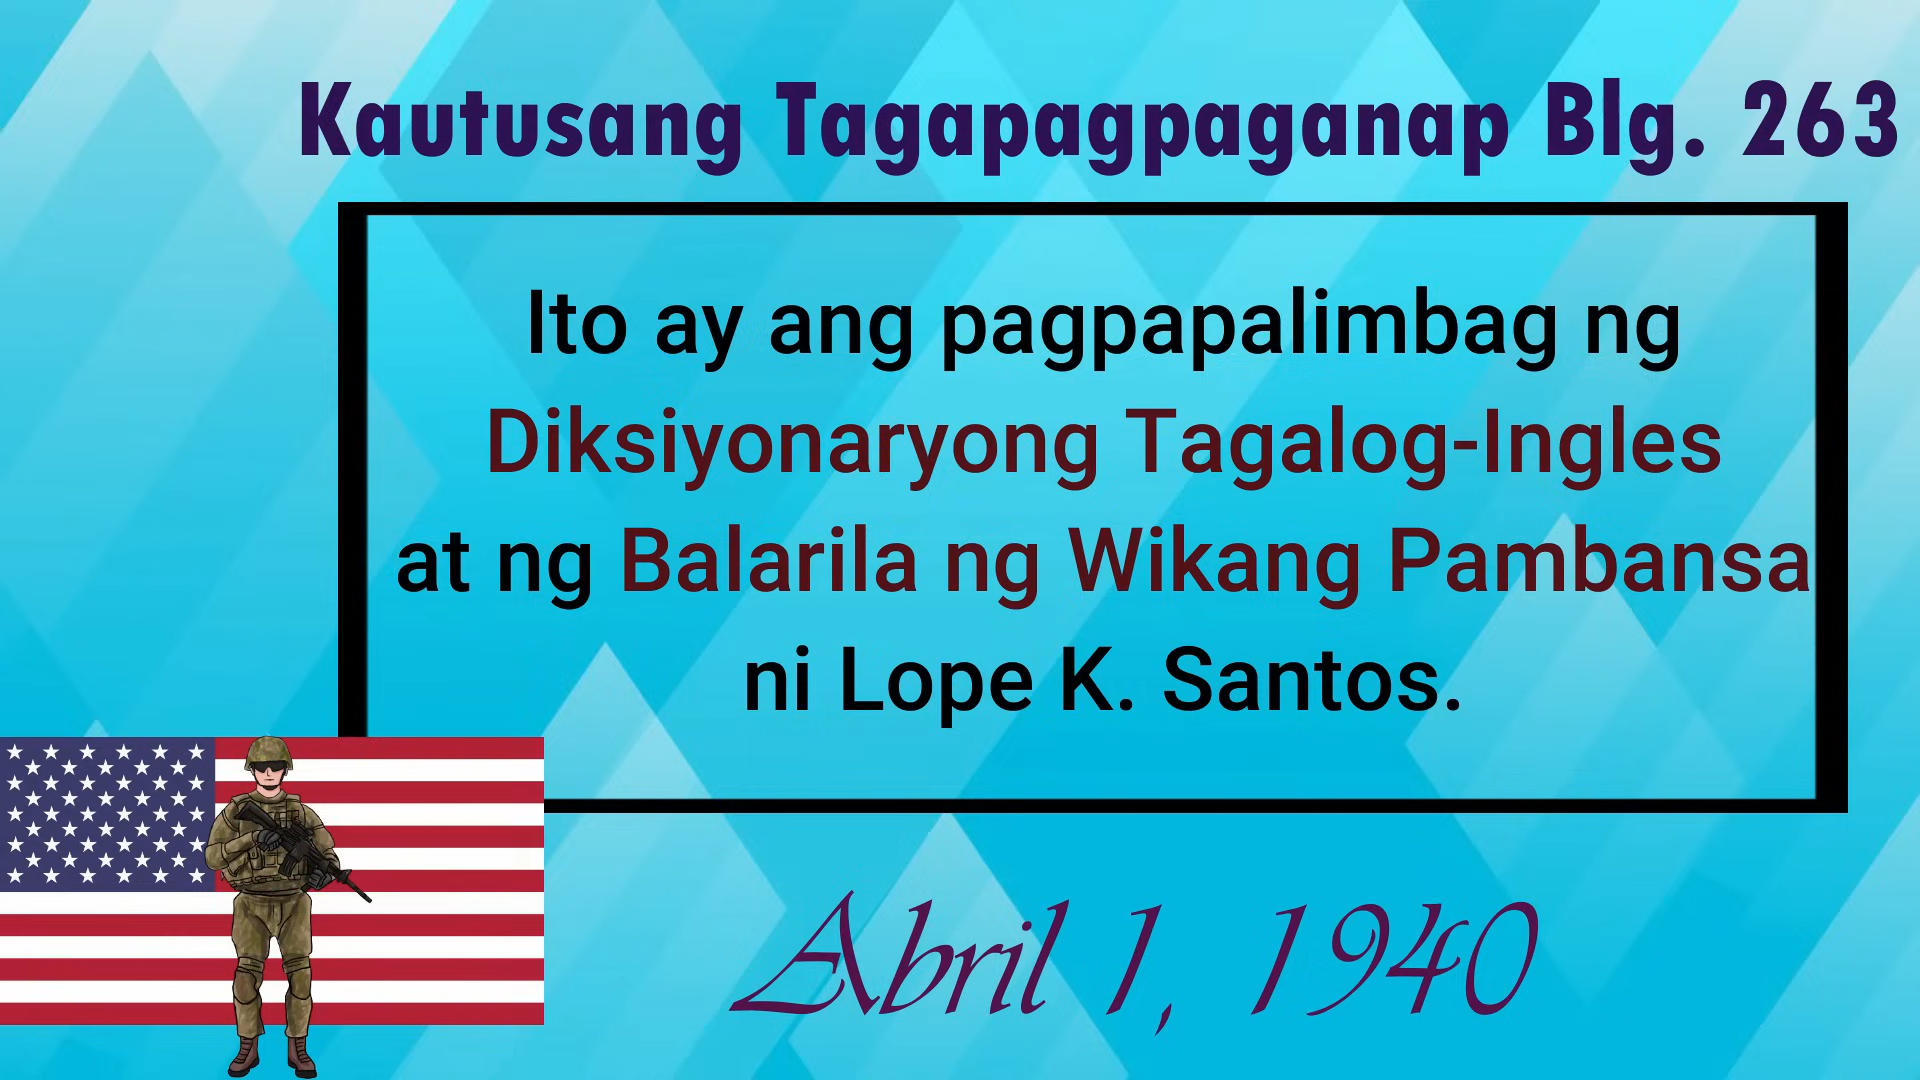 Kautusang Tagapagpaganap Blg. 263
Ito ay ang pagpapalimbag ng
Diksiyonaryong Tagalog-Ingles
at ng Balarila ng Wikang Pambansa
ni Lope K. Santos.
Abril 1, 1940